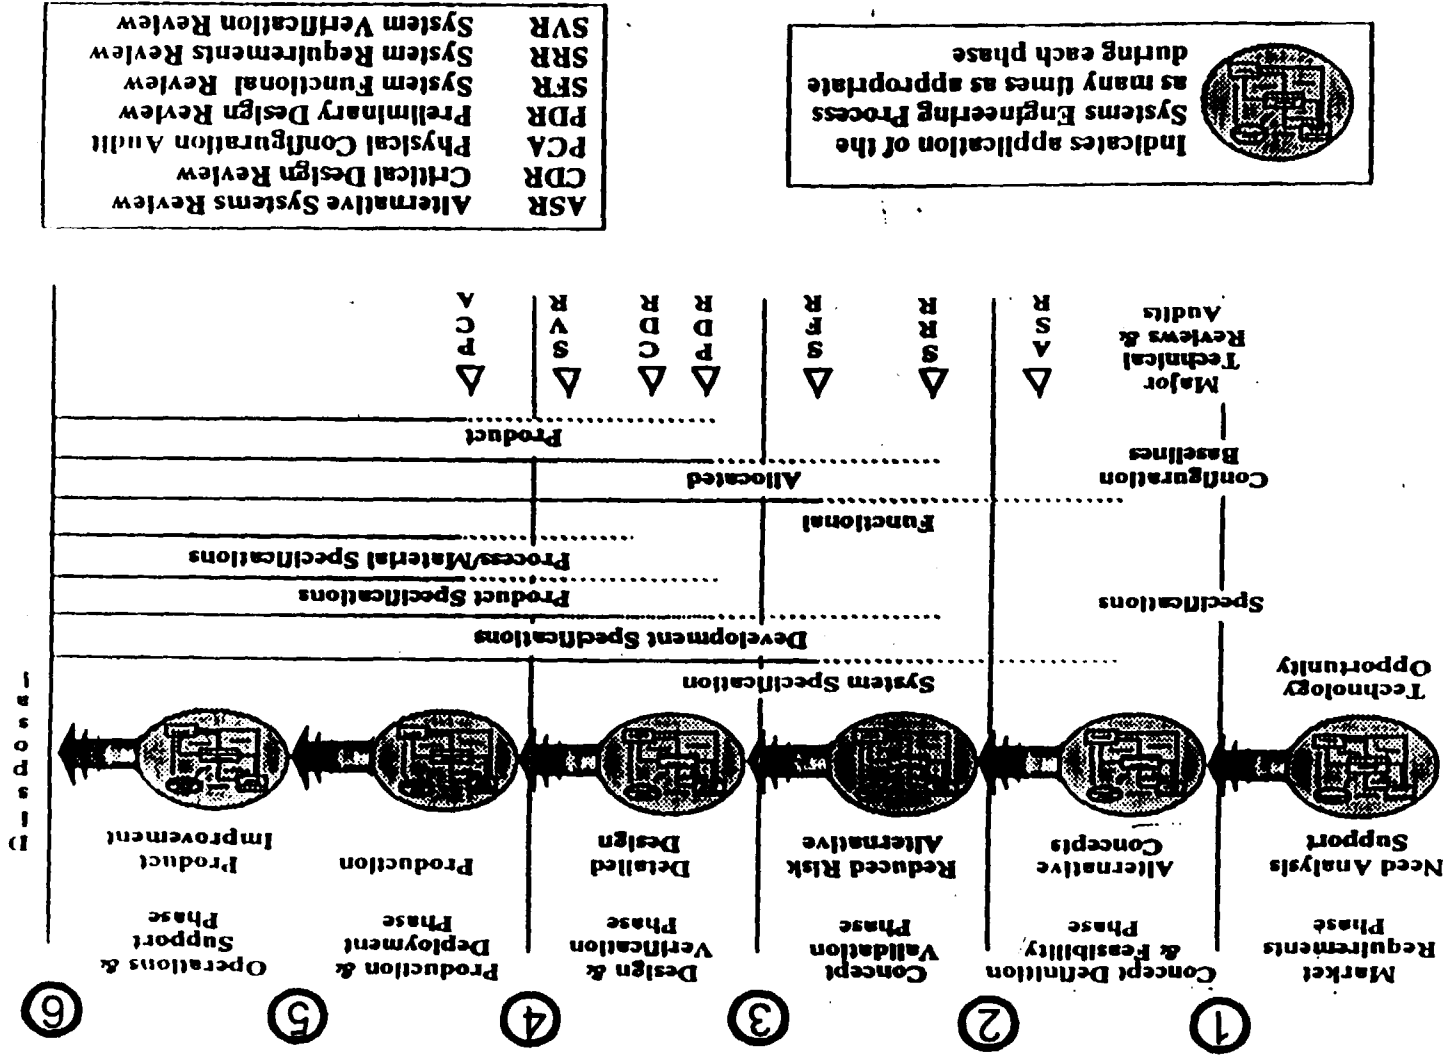 1
2
3
4
5
6
Market
Requirements
Phase
Concept Definition
& Feasibility
Phase
Concept
Validation
Phase
Design &
Verification
Phase
Production &
Deployment
Phase
Operations &
Support
Phase
Need Analysis
Support
Alternative
Concepts
Reduced Risk
Alternative
Detailed
Design
Production
Product
Improvement
Disposal
Technology
Opportunity
System Specification
Development Specifications
Specifications
Product Specifications
Process/Material Specifications
Functional
Configuration
Baselines
Allocated
Product
Major
Technical
Reviews &
Audits
ASR
SRR
SFR
PDR
CDR
SVR
PCA
Indicates application of the
Systems Engineering Process
as many times as appropriate
during each phase
ASR Alternative Systems Review
CDR Critical Design Review
PCA Physical Configuration Audit
PDR Preliminary Design Review
SFR System Functional Review
SRR System Requirements Review
SVR System Verification Review